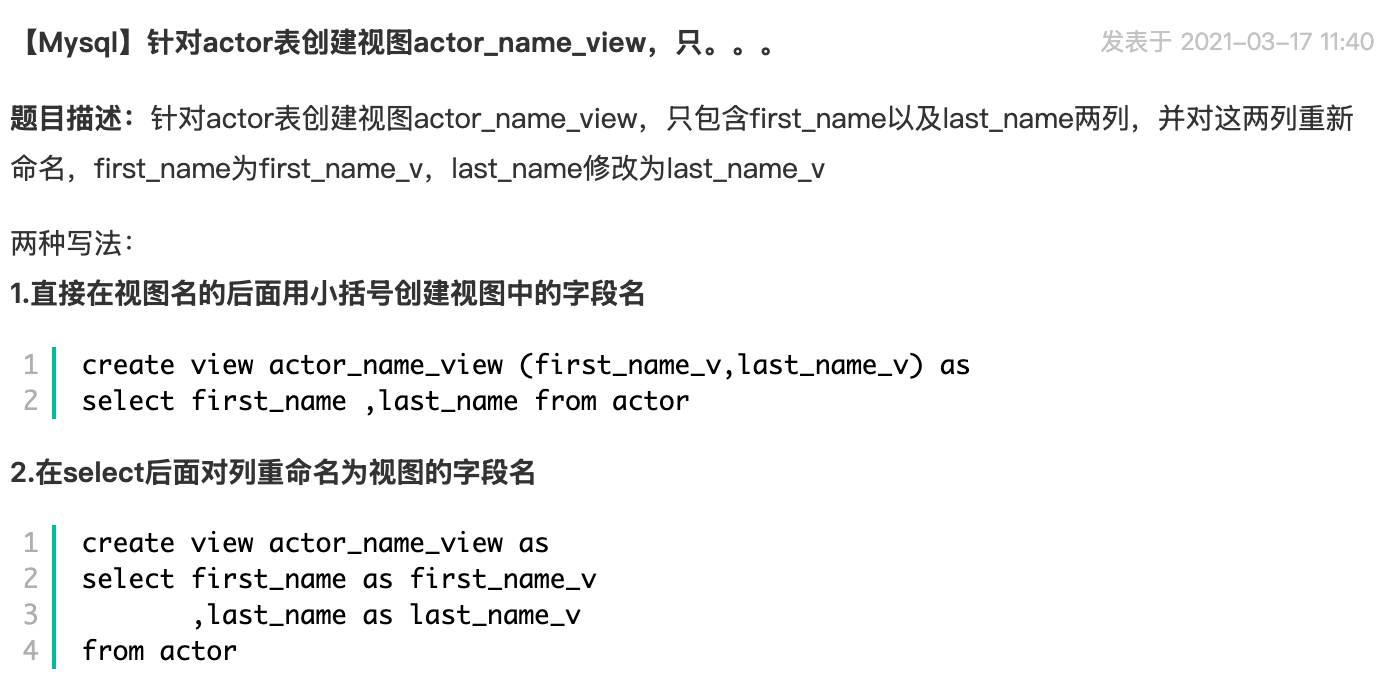 【Mysql】针对actor表创建视图actor_name_view，只。。。 发表于 2021-03-17 11:40
题目描述：针对actor表创建视图actor_name_view，只包含first_name以及last_name两列，并对这两列重新
命名，first_name为first_name_v，last_name修改为last_name_v
两种写法：
1.直接在视图名的后面用小括号创建视图中的字段名
1 create view actor_name_view (first_name_v,last_name_v) as
2 select first_name ,last_name from actor
2.在select后面对列重命名为视图的字段名
1 create view actor_name_view as
2 select first_name as first_name_v
3 ,last_name as last_name_v
4 from actor